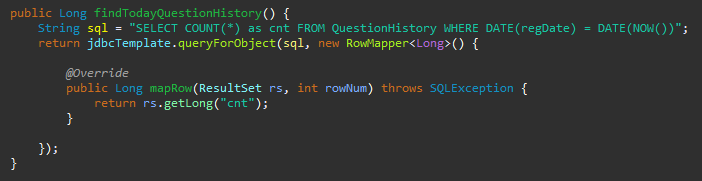 public Long findTodayQuestionHistory() {
    String sql = "SELECT COUNT(*) as cnt FROM QuestionHistory WHERE DATE(regDate) = DATE(NOW())";
    return jdbcTemplate.queryForObject(sql, new RowMapper<Long>() {
        @Override
        public Long mapRow(ResultSet rs, int rowNum) throws SQLException {
            return rs.getLong("cnt");
        }
    });
}